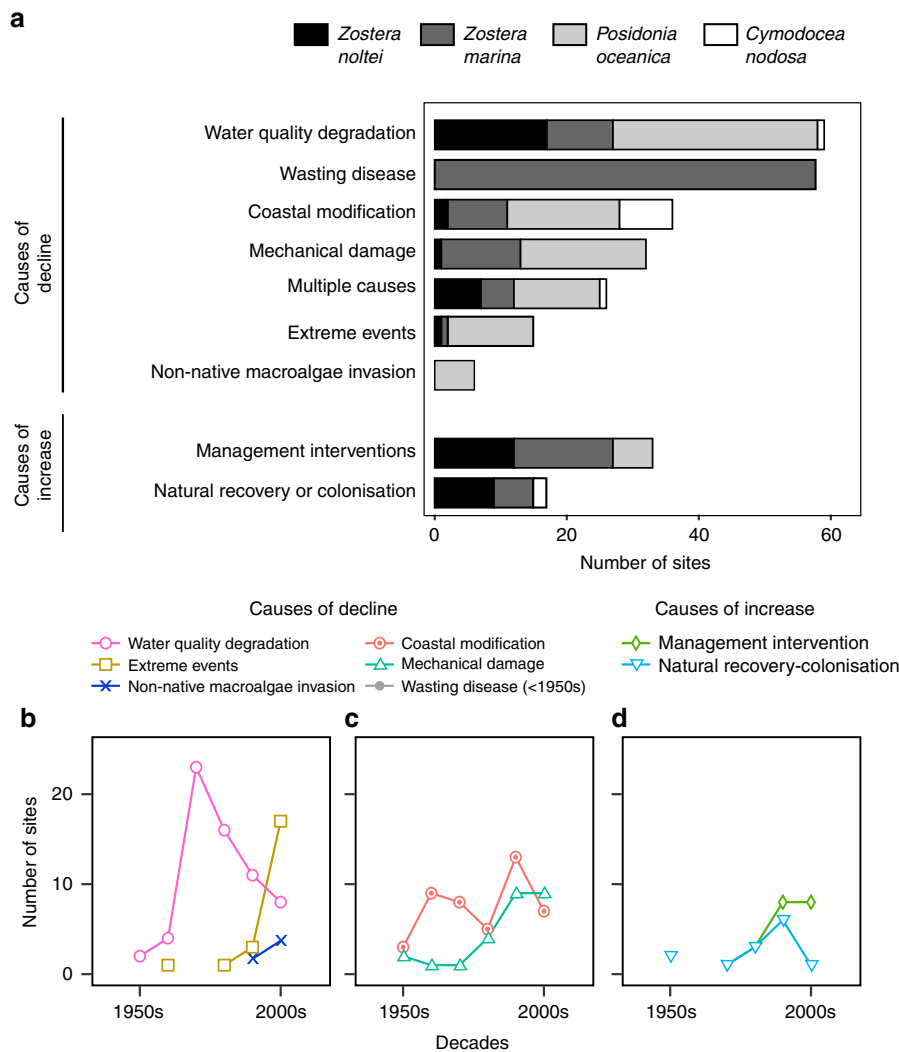 a
Zostera noltei
Zostera marina
Posidonia oceanica
Cymodocea nodosa
Causes of decline
Water quality degradation
Wasting disease
Coastal modification
Mechanical damage
Multiple causes
Extreme events
Non-native macroalgae invasion
Causes of increase
Management interventions
Natural recovery or colonisation
0 20 40 60
Number of sites
Causes of decline
Water quality degradation
Extreme events
Non-native macroalgae invasion
Coastal modification
Mechanical damage
Wasting disease (<1950s)
Causes of increase
Management intervention
Natural recovery-colonisation
b
c
d
Number of sites
20
10
0
1950s 2000s
1950s 2000s
1950s 2000s
Decades